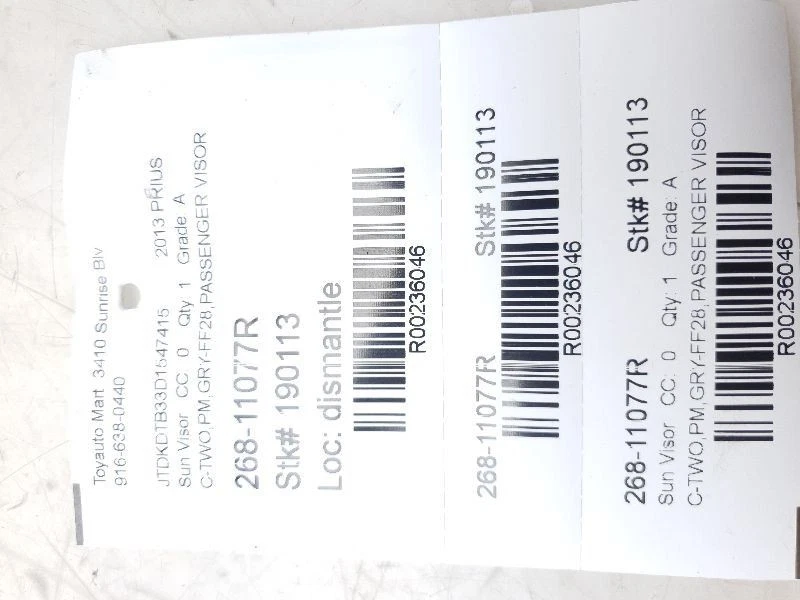 Toyauto Mart 3410 Sunrise Blv
916-638-0440
JTDKDTB33D1547415 2013 PRIUS
Sun Visor CC 0 Qty 1 Grade A
C-TWO,PM,GRY-FF28,PASSENGER VISOR
268-11077R
Stk# 190113
Loc: dismantle
R00236046
268-11077R Stk# 190113
R00236046
268-11077R Stk# 190113
Sun Visor CC: 0 Qty: 1 Grade: A
C-TWO,PM,GRY-FF28,PASSENGER VISOR
R00236046